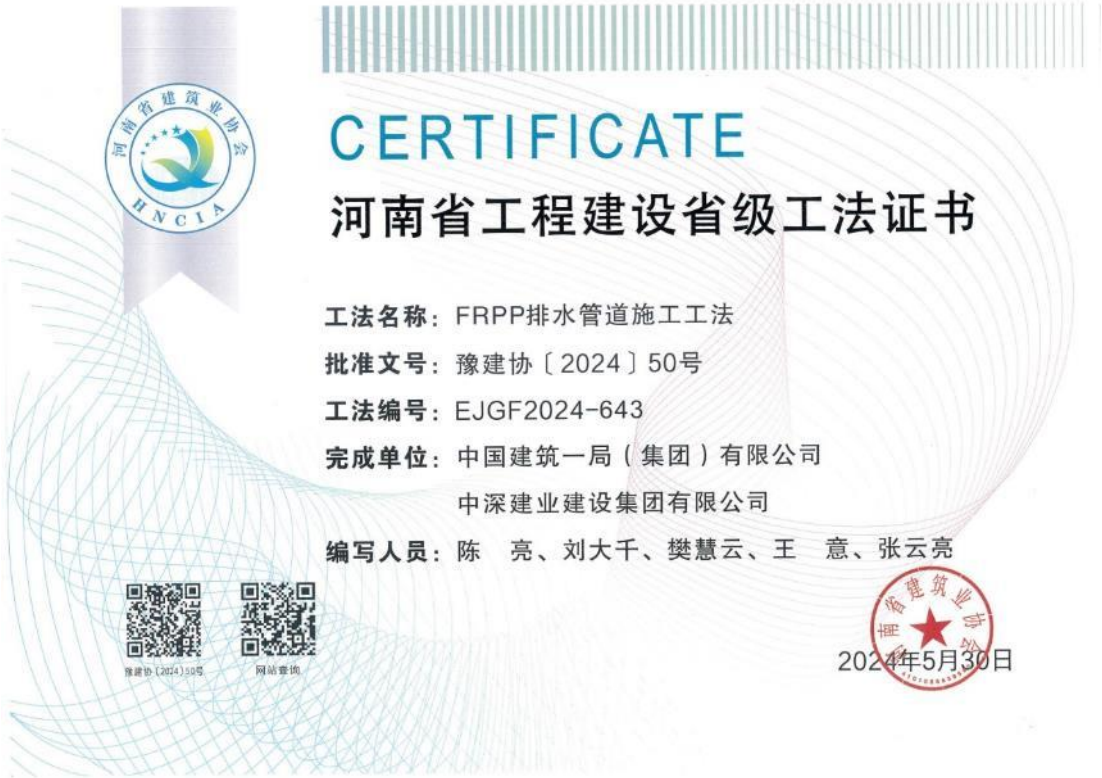 河南省建筑业协会
HNCIA
CERTIFICATE
河南省工程建设省级工法证书
工法名称：FRPP排水管道施工工法
批准文号：豫建协〔2024〕50号
工法编号：EJGF2024-643
完成单位：中国建筑一局（集团）有限公司
中深建业建设集团有限公司
编写人员：陈　亮、刘大千、樊慧云、王　意、张云亮
河南省建筑业协会
2024年5月30日
豫建协〔2024〕50号
网站查询